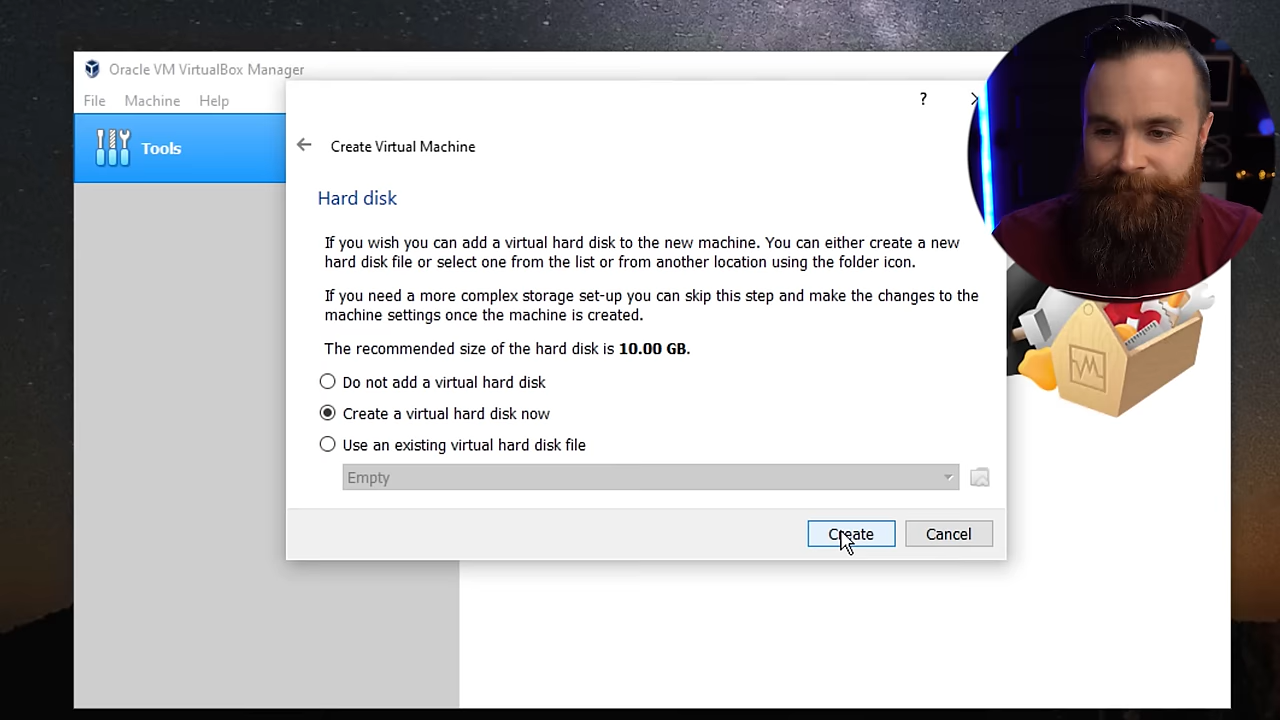 Oracle VM VirtualBox Manager
File Machine Help
?
Tools
Create Virtual Machine
Hard disk
If you wish you can add a virtual hard disk to the new machine. You can either create a new
hard disk file or select one from the list or from another location using the folder icon.
If you need a more complex storage set-up you can skip this step and make the changes to the
machine settings once the machine is created.
The recommended size of the hard disk is 10.00 GB.
Do not add a virtual hard disk
Create a virtual hard disk now
Use an existing virtual hard disk file
Empty
Create Cancel